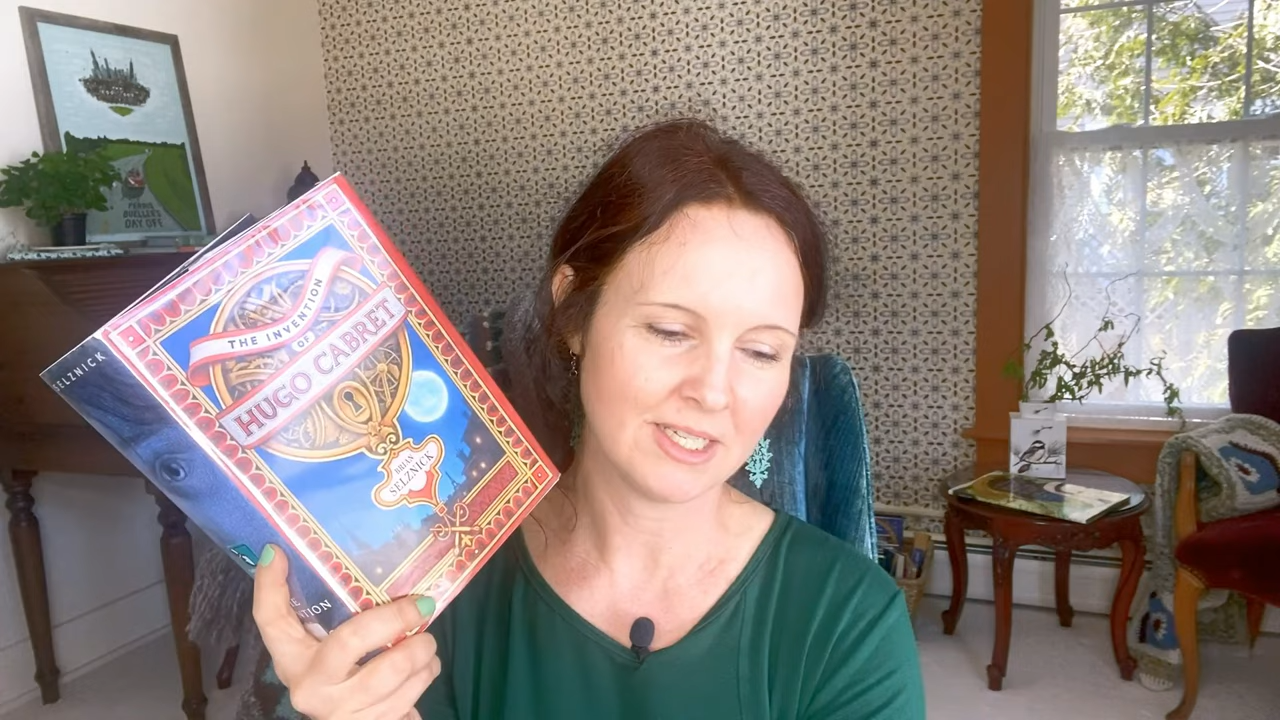 FERRIS
BUELLER'S
DAY OFF
SELZNICK
THE INVENTION
OF
HUGO CABRET
BRIAN
SELZNICK